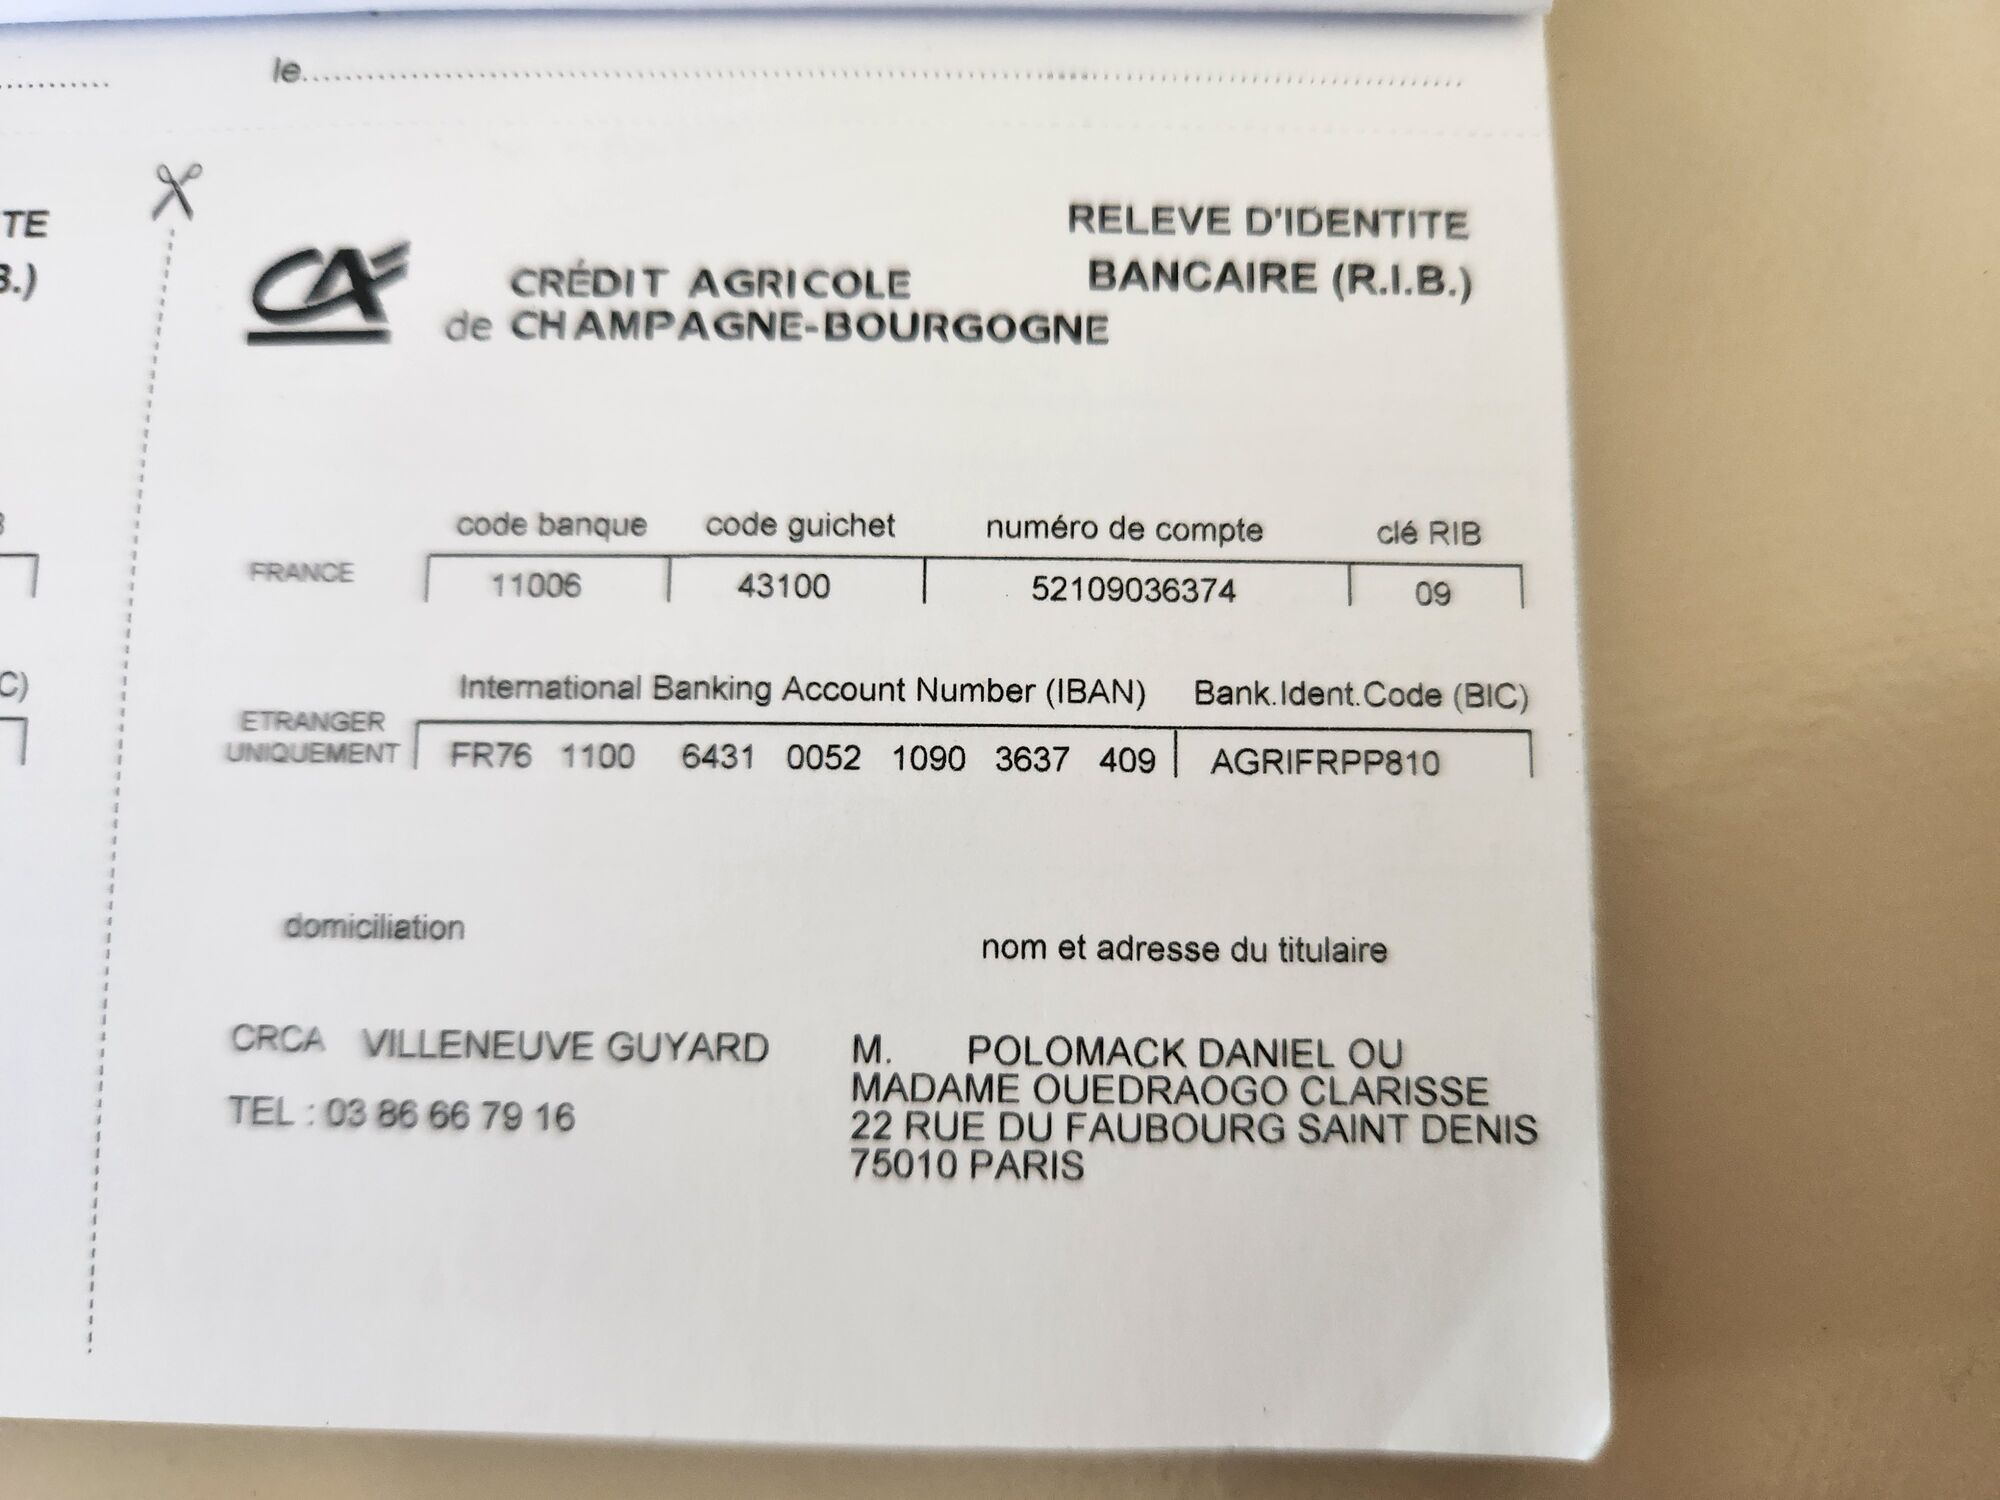 le
TE
B.)
RELEVE D'IDENTITE
BANCAIRE (R.I.B.)
CA
CRÉDIT AGRICOLE
de CHAMPAGNE-BOURGOGNE
code banque code guichet numéro de compte clé RIB
FRANCE 11006 43100 52109036374 09
International Banking Account Number (IBAN) Bank.Ident.Code (BIC)
C)
ETRANGER
UNIQUEMENT FR76 1100 6431 0052 1090 3637 409 AGRIFRPP810
domiciliation
nom et adresse du titulaire
CRCA VILLENEUVE GUYARD
TEL : 03 86 66 79 16
M. POLOMACK DANIEL OU
MADAME OUEDRAOGO CLARISSE
22 RUE DU FAUBOURG SAINT DENIS
75010 PARIS